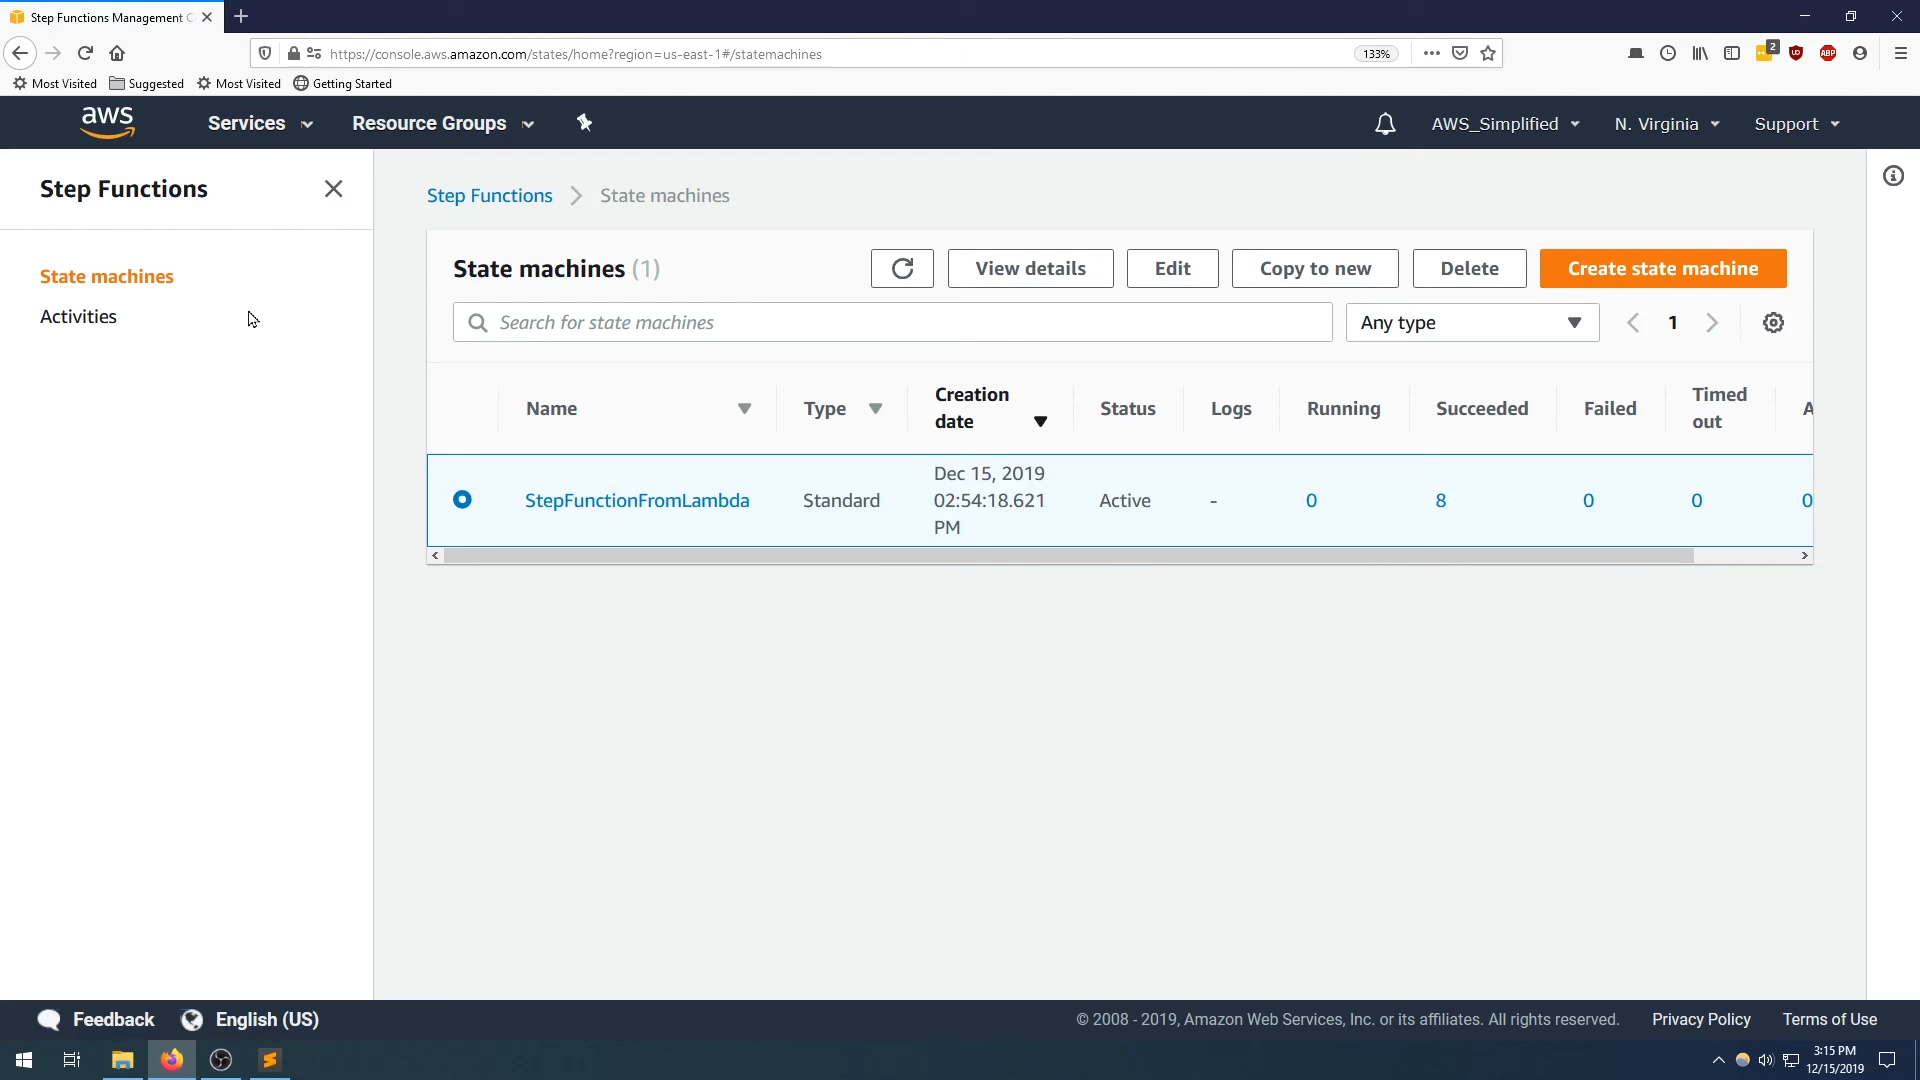 Step Functions Management C
https://console.aws.amazon.com/states/home?region=us-east-1#/statemachines
133%
2
ABP
Most Visited
Suggested
Most Visited
Getting Started
aws
Services
Resource Groups
AWS_Simplified
N. Virginia
Support
Step Functions
State machines
Activities
Step Functions
State machines
State machines (1)
View details
Edit
Copy to new
Delete
Create state machine
Search for state machines
Any type
1
Name
Type
Creation
date
Status
Logs
Running
Succeeded
Failed
Timed
out
A
StepFunctionFromLambda
Standard
Dec 15, 2019
02:54:18.621
PM
Active
-
0
8
0
0
0
Feedback
English (US)
© 2008 - 2019, Amazon Web Services, Inc. or its affiliates. All rights reserved.
Privacy Policy
Terms of Use
3:15 PM
12/15/2019